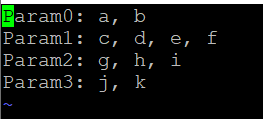 Param0: a, b
Param1: c, d, e, f
Param2: g, h, i
Param3: j, k
~